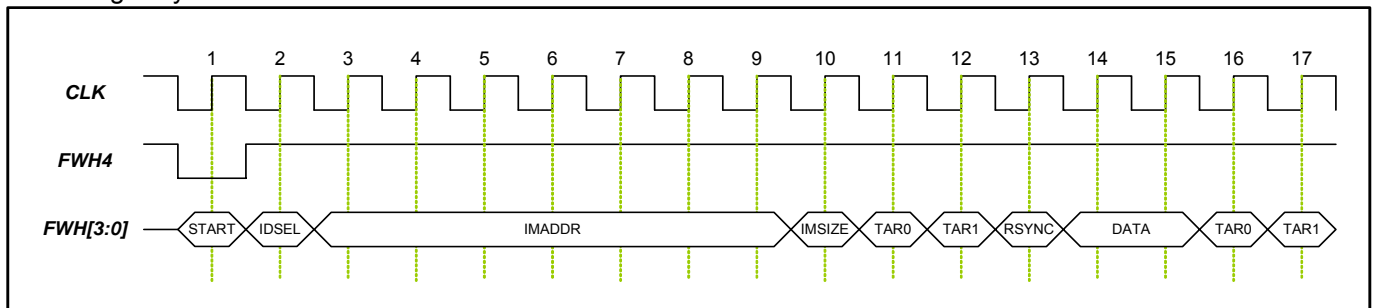 1 2 3 4 5 6 7 8 9 10 11 12 13 14 15 16 17
CLK
FWH4
FWH[3:0] START IDSEL IMADDR IMSIZE TAR0 TAR1 RSYNC DATA TAR0 TAR1